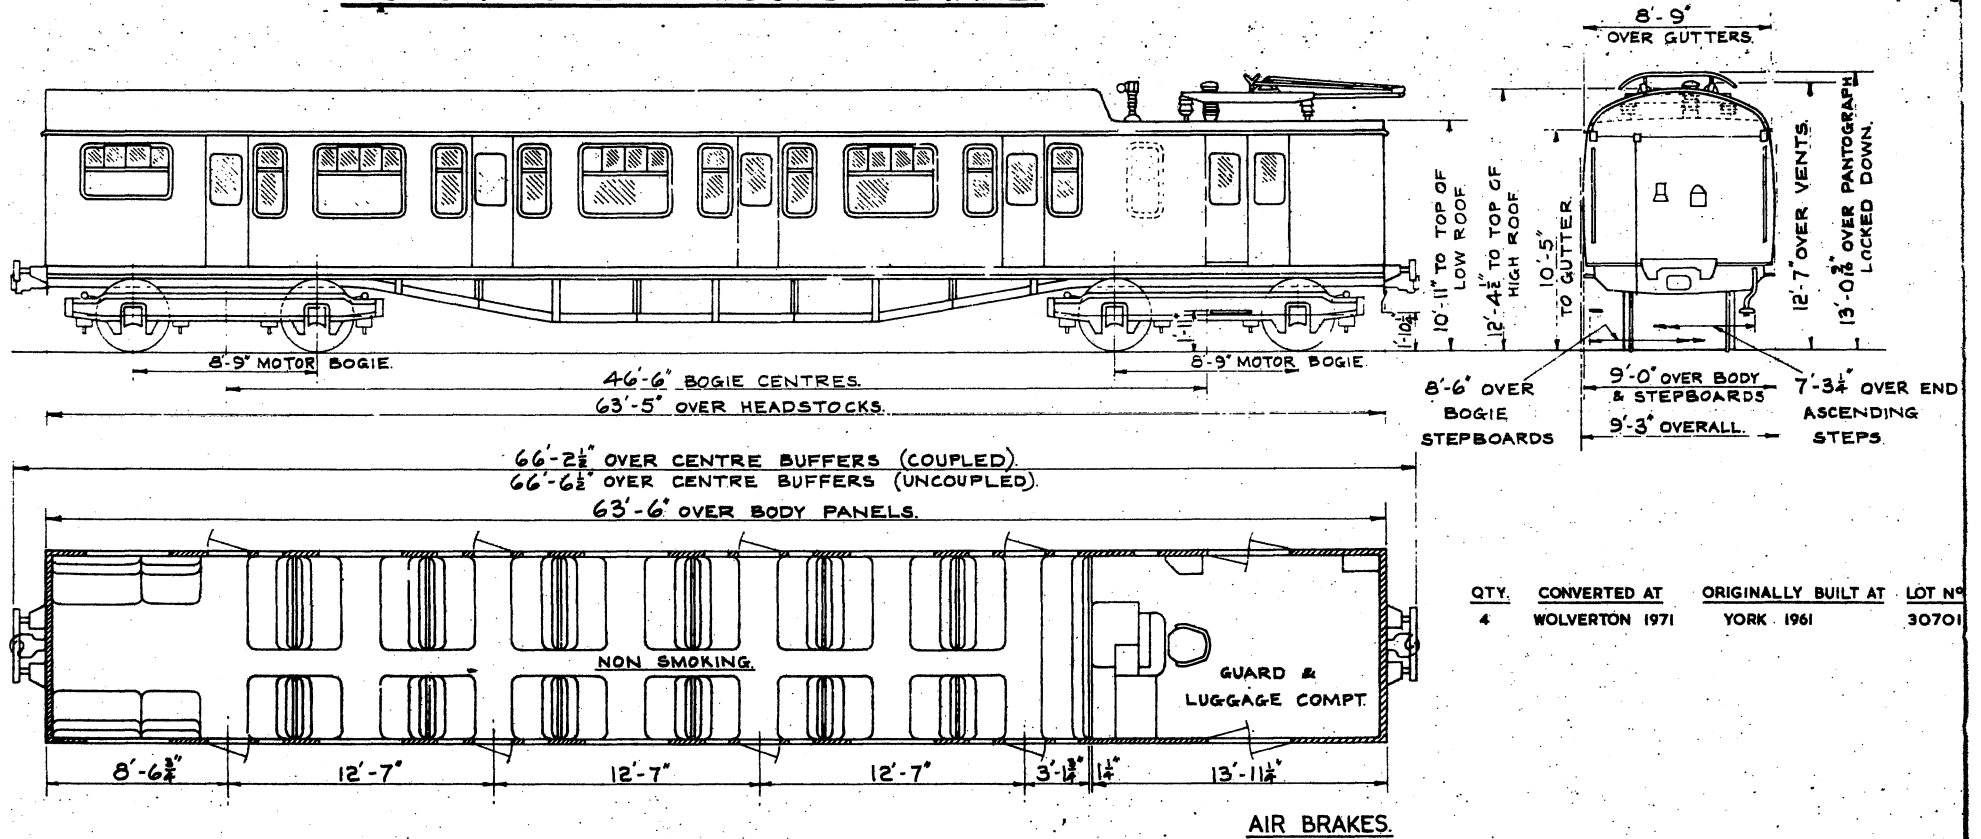 8'-9"
OVER GUTTERS.
10'-11" TO TOP OF
LOW ROOF.
12'-4½" TO TOP OF
HIGH ROOF
10'-5"
TO GUTTER.
12'-7" OVER VENTS.
13'-0 9/16" OVER PANTOGRAPH
LOCKED DOWN.
1'-10¼"
8'-9" MOTOR BOGIE.
8'-9" MOTOR BOGIE.
46'-6" BOGIE CENTRES.
63'-5" OVER HEADSTOCKS.
8'-6" OVER
BOGIE
STEPBOARDS
9'-0" OVER BODY
& STEPBOARDS
9'-3" OVERALL.
7'-3¼" OVER END
ASCENDING
STEPS.
66'-2½" OVER CENTRE BUFFERS (COUPLED).
66'-6½" OVER CENTRE BUFFERS (UNCOUPLED).
63'-6" OVER BODY PANELS.
NON SMOKING.
GUARD &
LUGGAGE COMPT.
QTY. CONVERTED AT ORIGINALLY BUILT AT LOT Nº
4 WOLVERTON 1971 YORK 1961 30701
8'-6¾" 12'-7" 12'-7" 12'-7" 3'-1¾" 1¼" 13'-11¼"
AIR BRAKES.